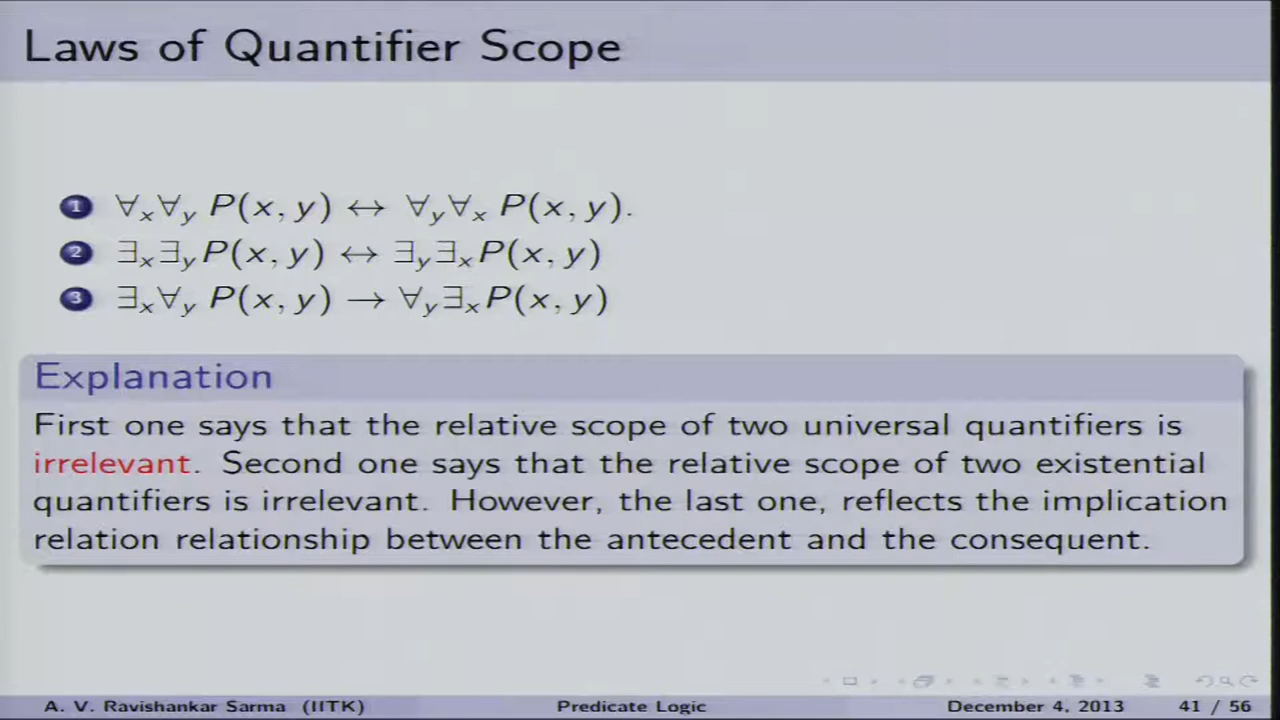 Laws of Quantifier Scope
1 ∀x∀y P(x, y) ↔ ∀y∀x P(x, y).
2 ∃x∃yP(x, y) ↔ ∃y∃xP(x, y)
3 ∃x∀y P(x, y) → ∀y∃xP(x, y)
Explanation
First one says that the relative scope of two universal quantifiers is
irrelevant. Second one says that the relative scope of two existential
quantifiers is irrelevant. However, the last one, reflects the implication
relation relationship between the antecedent and the consequent.
A. V. Ravishankar Sarma (IITK) Predicate Logic December 4, 2013 41 / 56